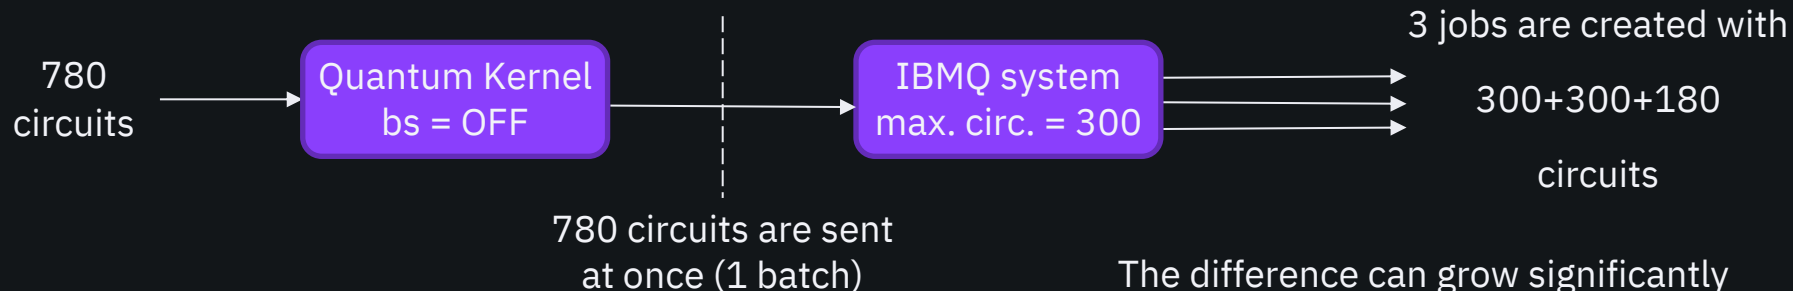 780
circuits
Quantum Kernel
bs = OFF
780 circuits are sent
at once (1 batch)
IBMQ system
max. circ. = 300
3 jobs are created with
300+300+180
circuits
The difference can grow significantly